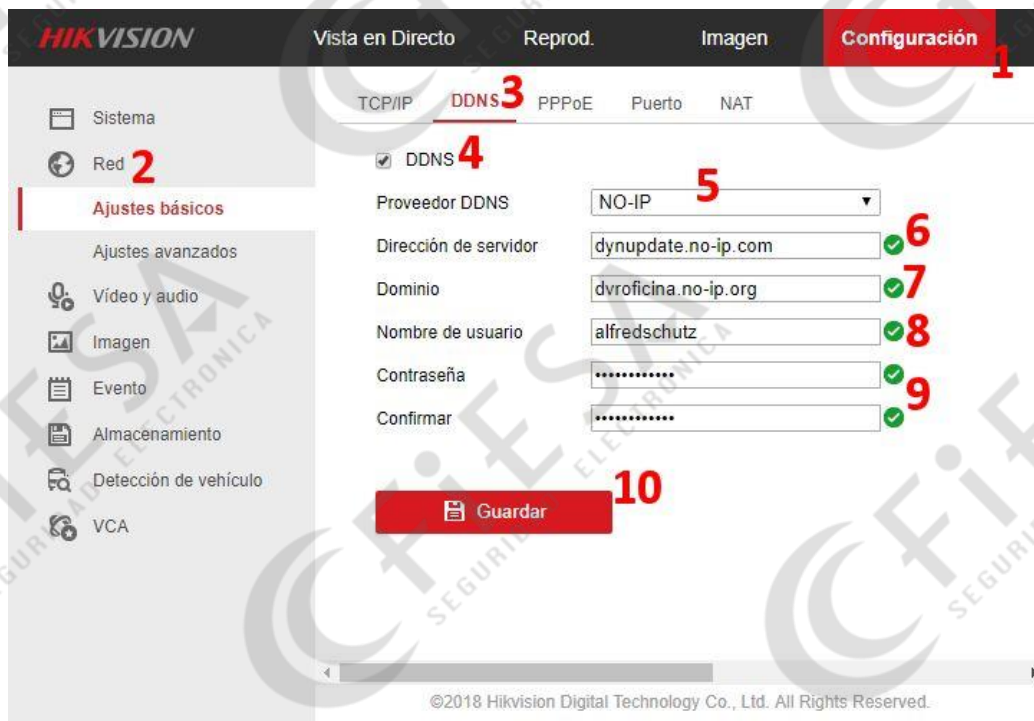 HIKVISION Vista en Directo Reprod. Imagen Configuración 1
TCP/IP DDNS 3 PPPoE Puerto NAT
Sistema
Red 2
Ajustes básicos
Ajustes avanzados
Vídeo y audio
Imagen
Evento
Almacenamiento
Detección de vehículo
VCA
DDNS 4
Proveedor DDNS NO-IP 5
Dirección de servidor dynupdate.no-ip.com 6
Dominio dvroficina.no-ip.org 7
Nombre de usuario alfredschutz 8
Contraseña •••••••••••• 9
Confirmar ••••••••••••
Guardar 10
©2018 Hikvision Digital Technology Co., Ltd. All Rights Reserved.
CFiESA
SEGURIDAD ELECTRONICA